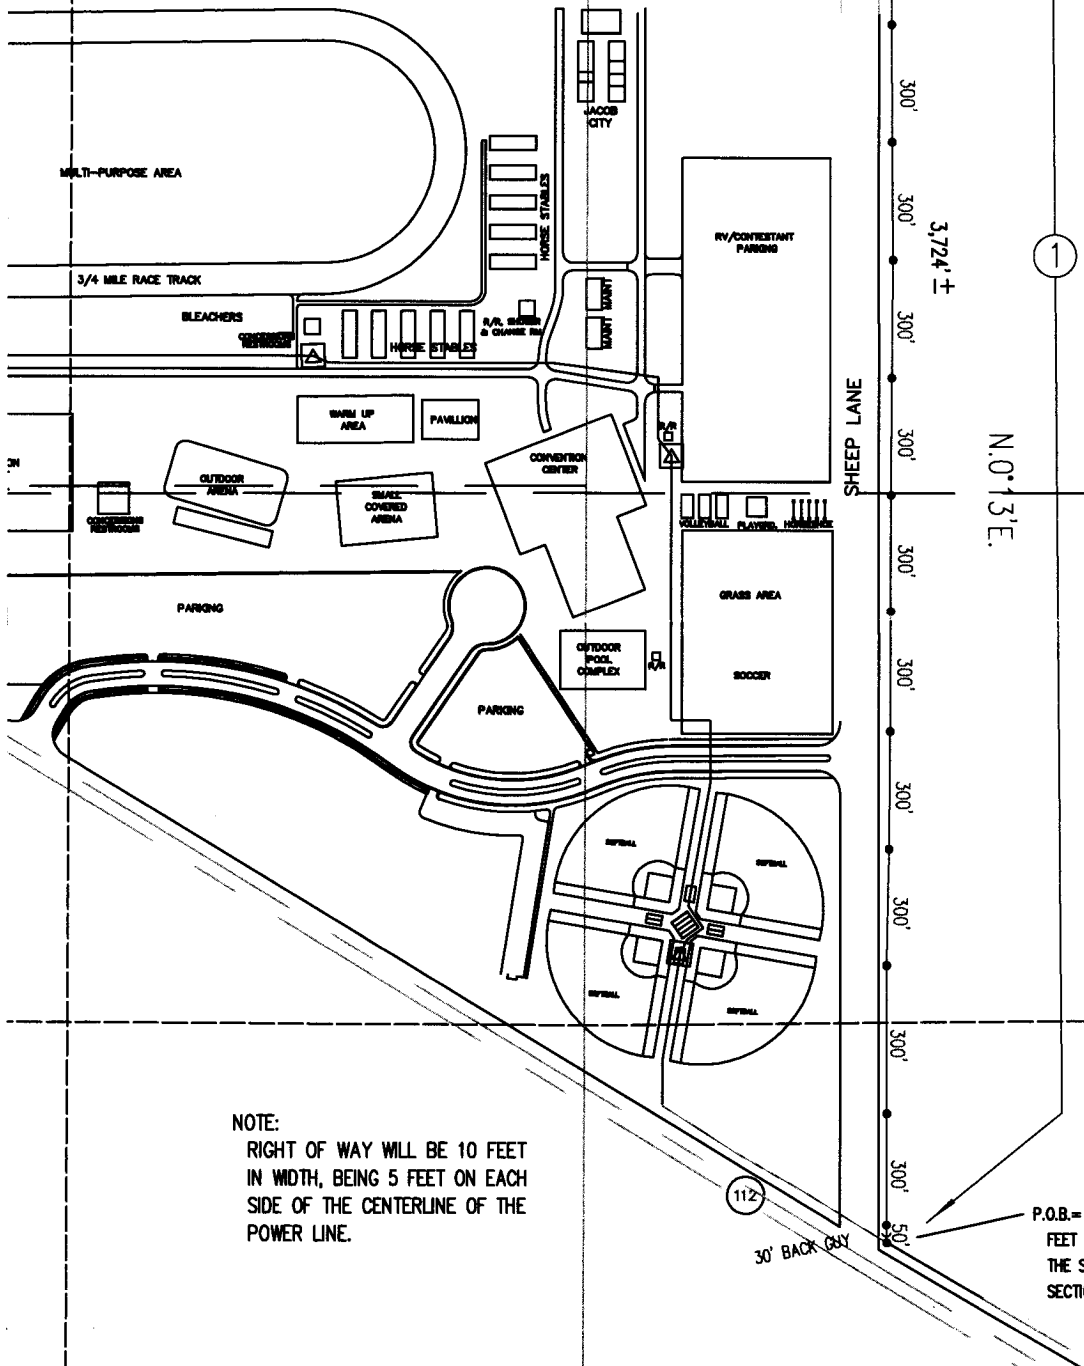 JACOB
CITY
300'
MULTI-PURPOSE AREA
HORSE STABLES
300'
3,724' ±
1
RV/CONTESTANT
PARKING
3/4 MILE RACE TRACK
BLEACHERS
MAINT
MAINT
R/R, SHOWER
& CHANGE RM
CONCESSIONS
RESTROOMS
HORSE STABLES
300'
WARM UP
AREA
PAVILLION
R/R
SHEEP LANE
300'
N.0°13'E.
ON
CONVENTION
CENTER
OUTDOOR
ARENA
SMALL
COVERED
ARENA
CONCESSIONS
RESTROOMS
VOLLEYBALL
PLAYGRD.
HORSESHOE
300'
GRASS AREA
PARKING
OUTDOOR
POOL
COMPLEX
R/R
SOCCER
300'
PARKING
300'
SOFTBALL
SOFTBALL
300'
SOFTBALL
SOFTBALL
300'
NOTE:
RIGHT OF WAY WILL BE 10 FEET
IN WIDTH, BEING 5 FEET ON EACH
SIDE OF THE CENTERLINE OF THE
POWER LINE.
300'
112
30' BACK GUY
50'
P.O.B.=
FEET
THE S
SECTI